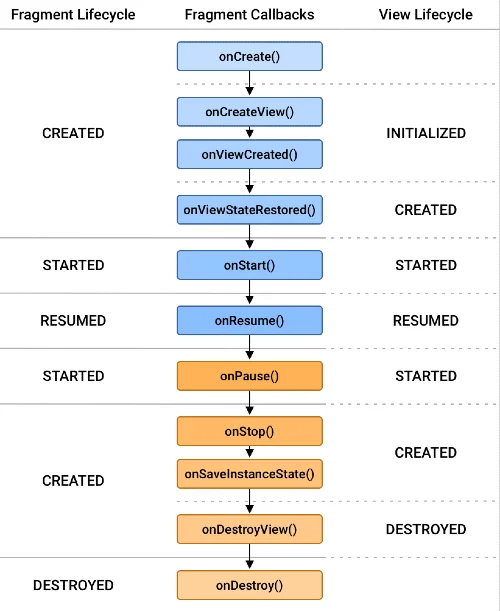 Fragment Lifecycle Fragment Callbacks View Lifecycle
onCreate()
onCreateView()
CREATED INITIALIZED
onViewCreated()
onViewStateRestored() CREATED
STARTED onStart() STARTED
RESUMED onResume() RESUMED
STARTED onPause() STARTED
onStop()
CREATED
CREATED
onSaveInstanceState()
onDestroyView() DESTROYED
DESTROYED onDestroy()